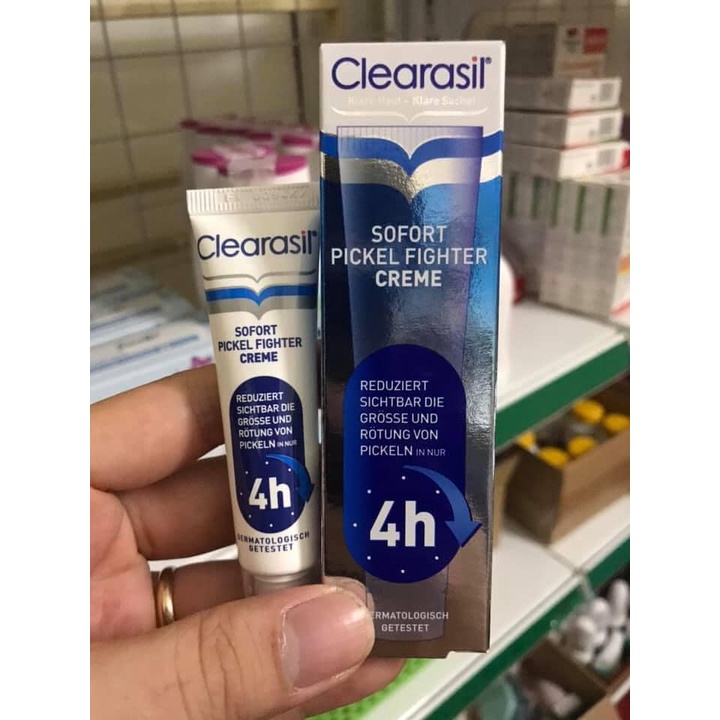 Clearasil®
Klare Haut - Klare Sache!
SOFORT
PICKEL FIGHTER
CREME
REDUZIERT
SICHTBAR DIE
GRÖSSE UND
RÖTUNG VON
PICKELN IN NUR
4h
DERMATOLOGISCH
GETESTET
Clearasil®
SOFORT
PICKEL FIGHTER
CREME
REDUZIERT
SICHTBAR DIE
GRÖSSE UND
RÖTUNG VON
PICKELN IN NUR
4h
DERMATOLOGISCH
GETESTET